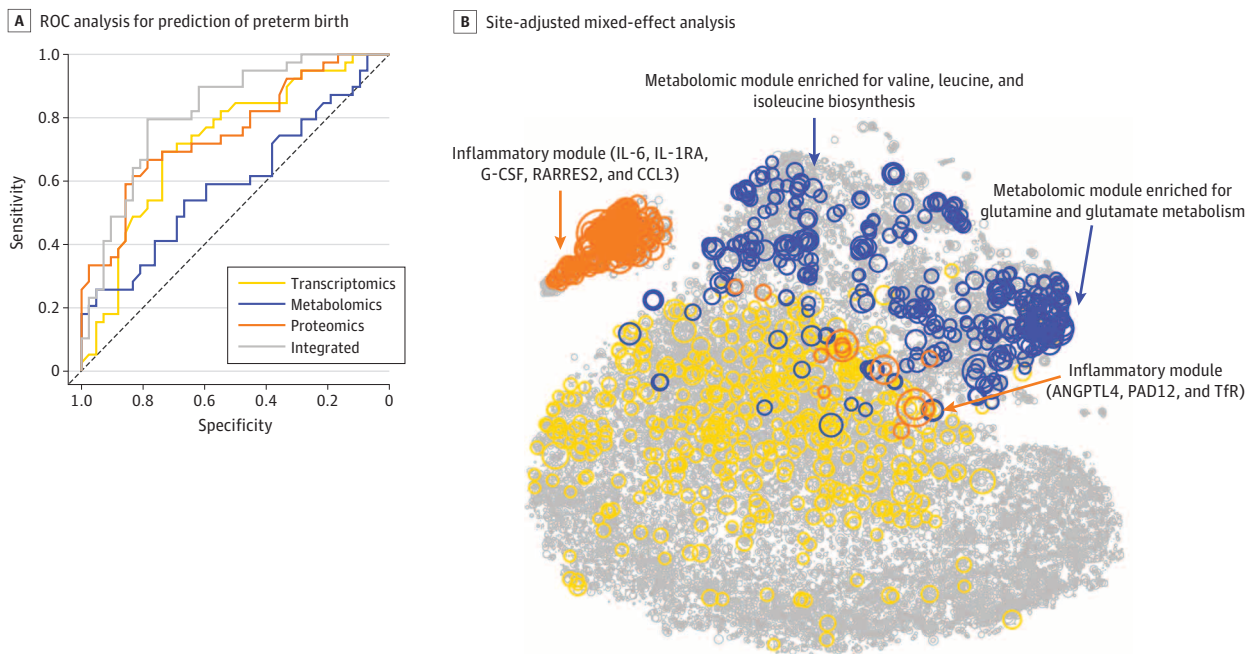 A ROC analysis for prediction of preterm birth
1.0
0.8
0.6
0.4
0.2
0
Sensitivity
1.0 0.8 0.6 0.4 0.2 0
Specificity
Transcriptomics
Metabolomics
Proteomics
Integrated
B Site-adjusted mixed-effect analysis
Metabolomic module enriched for valine, leucine, and
isoleucine biosynthesis
Inflammatory module (IL-6, IL-1RA,
G-CSF, RARRES2, and CCL3)
Metabolomic module enriched for
glutamine and glutamate metabolism
Inflammatory module
(ANGPTL4, PAD12, and TfR)